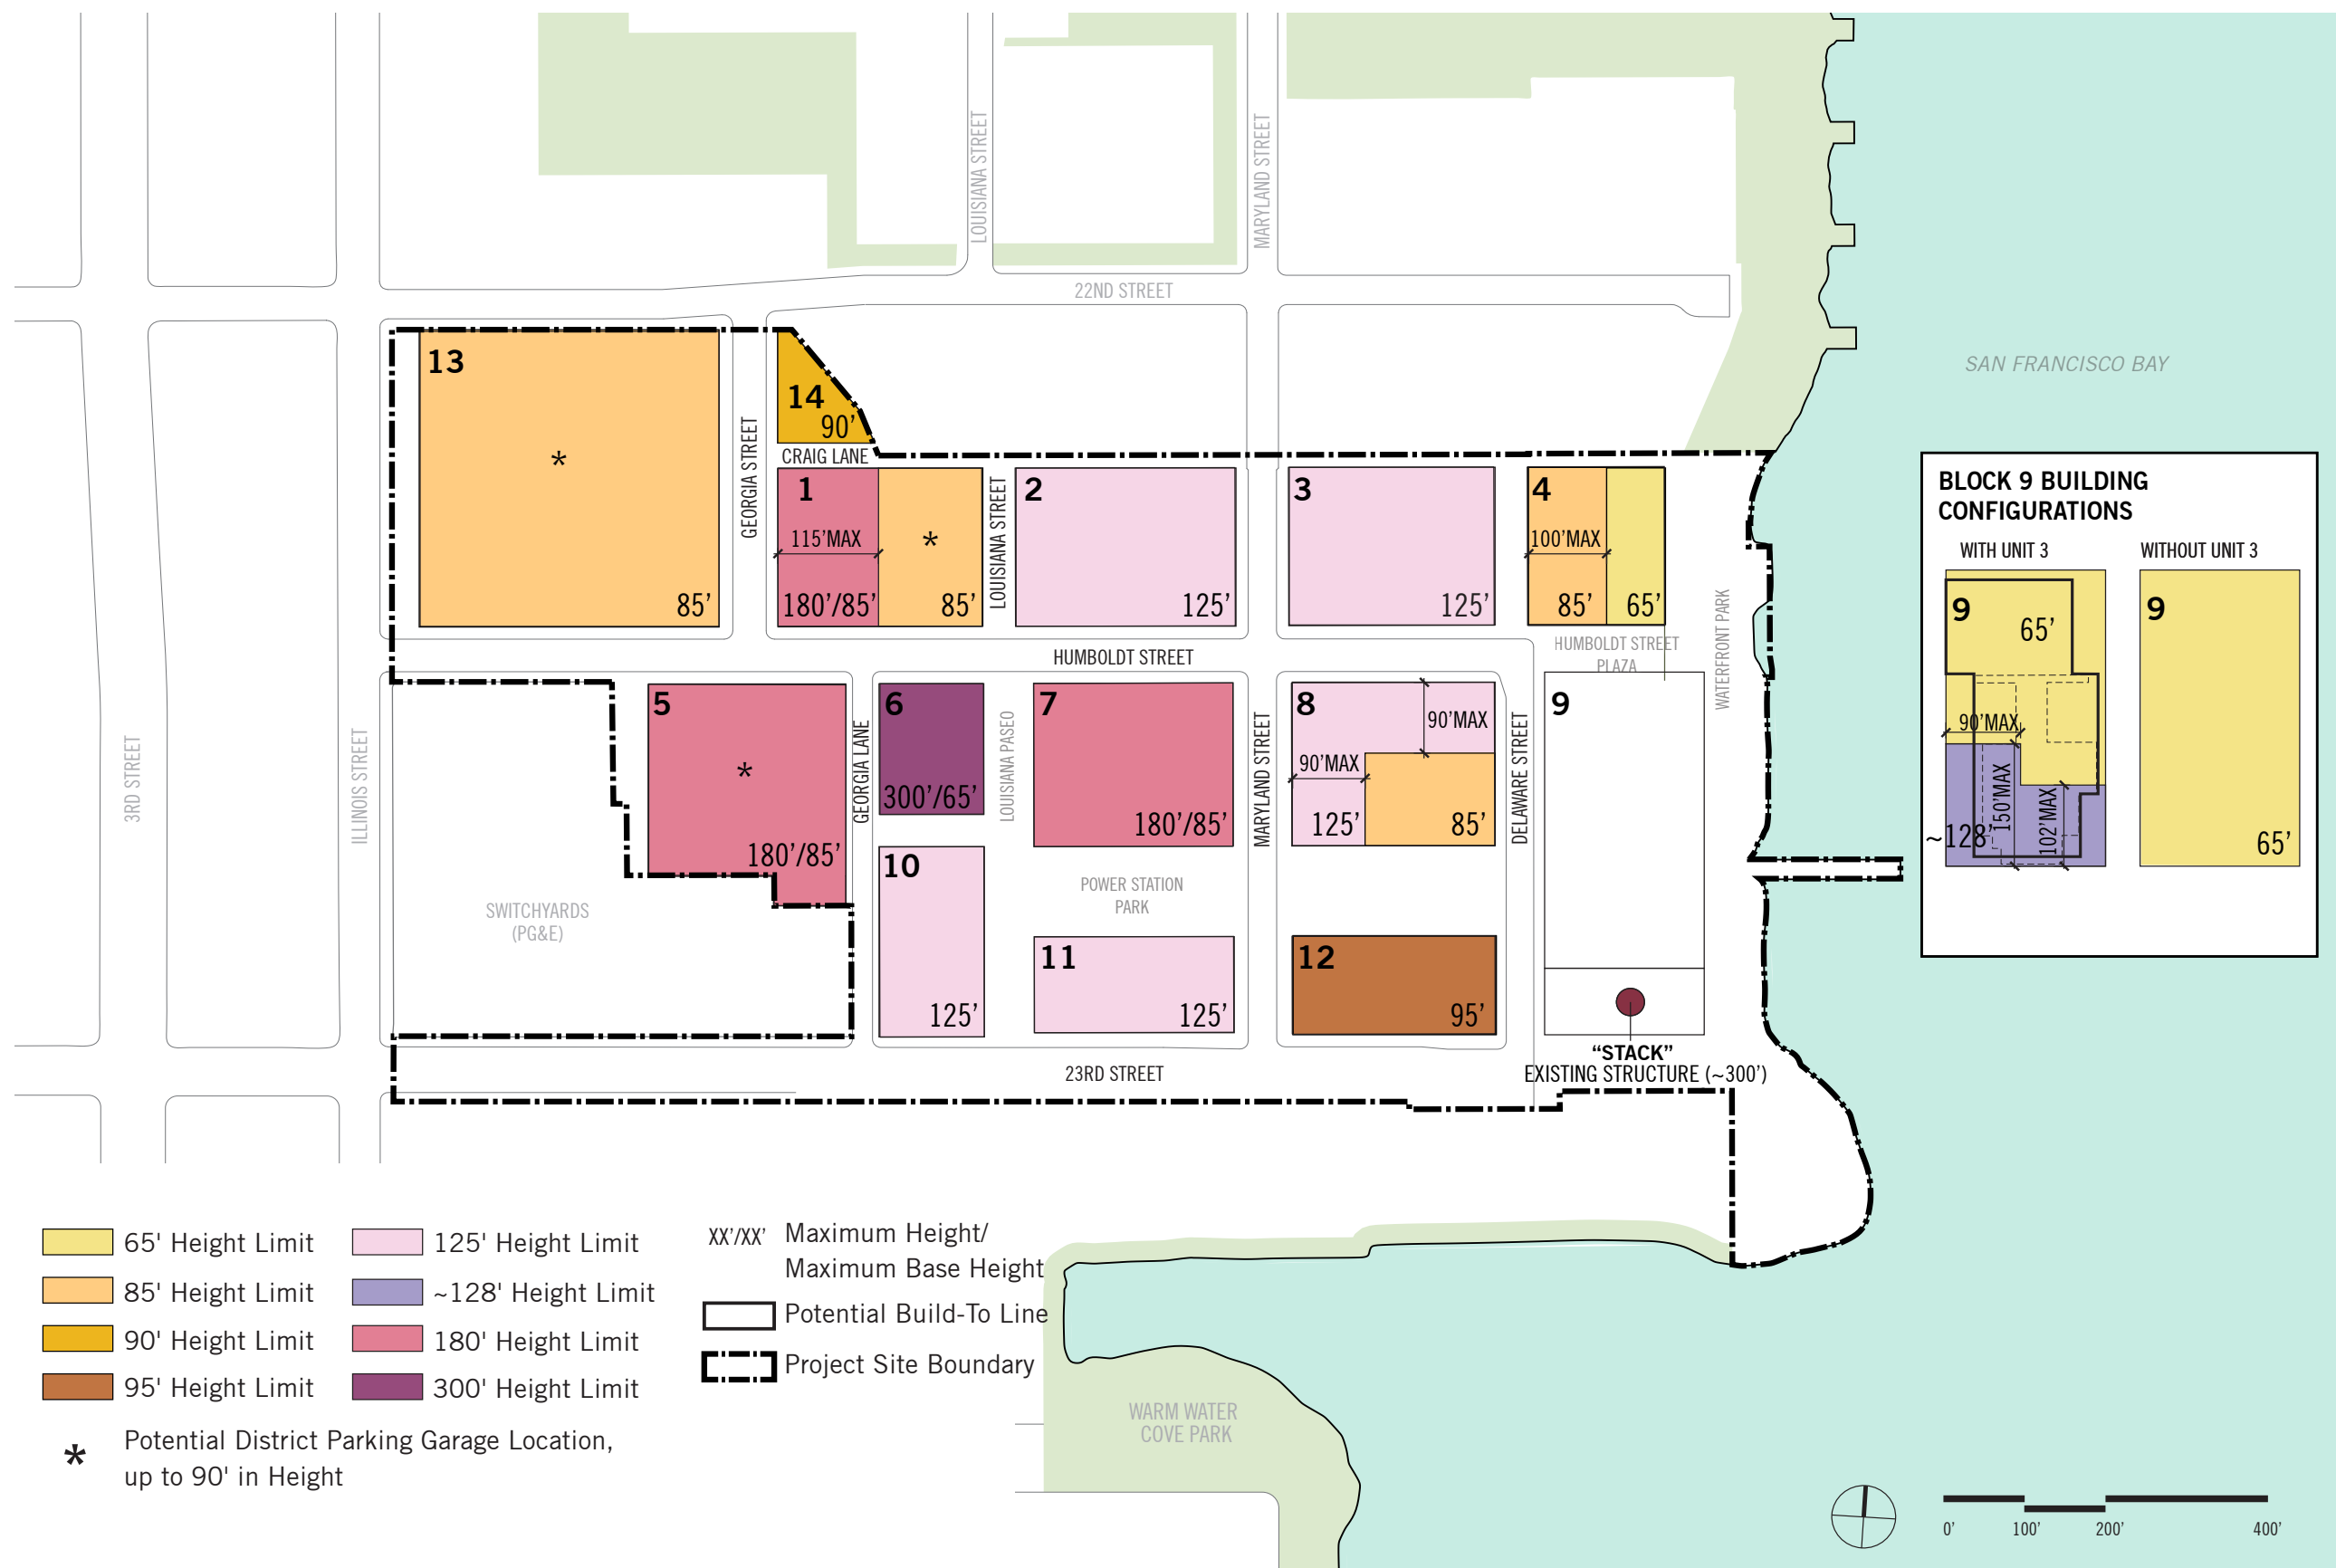 LOUISIANA STREET
MARYLAND STREET
22ND STREET
SAN FRANCISCO BAY
13
*
85’
14
90’
CRAIG LANE
GEORGIA STREET
1
115’MAX
180’/85’
*
85’
LOUISIANA STREET
2
125’
3
125’
4
100’MAX
85’
65’
HUMBOLDT STREET
PLAZA
WATERFRONT PARK
HUMBOLDT STREET
3RD STREET
ILLINOIS STREET
5
*
180’/85’
GEORGIA LANE
6
300’/65’
LOUISIANA PASEO
7
180’/85’
MARYLAND STREET
8
90’MAX
90’MAX
125’
85’
DELAWARE STREET
9
SWITCHYARDS
(PG&E)
10
125’
POWER STATION
PARK
11
125’
12
95’
“STACK”
EXISTING STRUCTURE (~300’)
23RD STREET
BLOCK 9 BUILDING
CONFIGURATIONS
WITH UNIT 3
WITHOUT UNIT 3
9
65’
90’MAX
150’MAX
102’MAX
~128’
9
65’
65' Height Limit
85' Height Limit
90' Height Limit
95' Height Limit
125' Height Limit
~128' Height Limit
180' Height Limit
300' Height Limit
XX’/XX’ Maximum Height/
Maximum Base Height
Potential Build-To Line
Project Site Boundary
* Potential District Parking Garage Location,
up to 90' in Height
WARM WATER
COVE PARK
0’ 100’ 200’ 400’